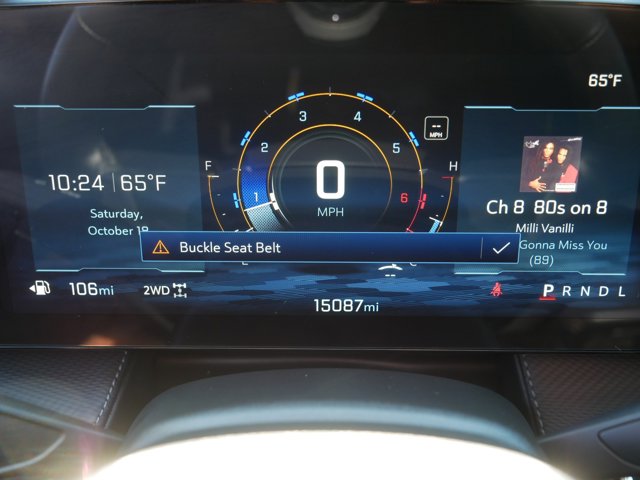 65°F
10:24 | 65°F
Saturday,
October 18
F
H
1
2
3
4
5
6
--
MPH
0
MPH
Ch 8 80s on 8
Milli Vanilli
Gonna Miss You
(89)
Buckle Seat Belt
106mi
2WD
--
15087mi
P R N D L